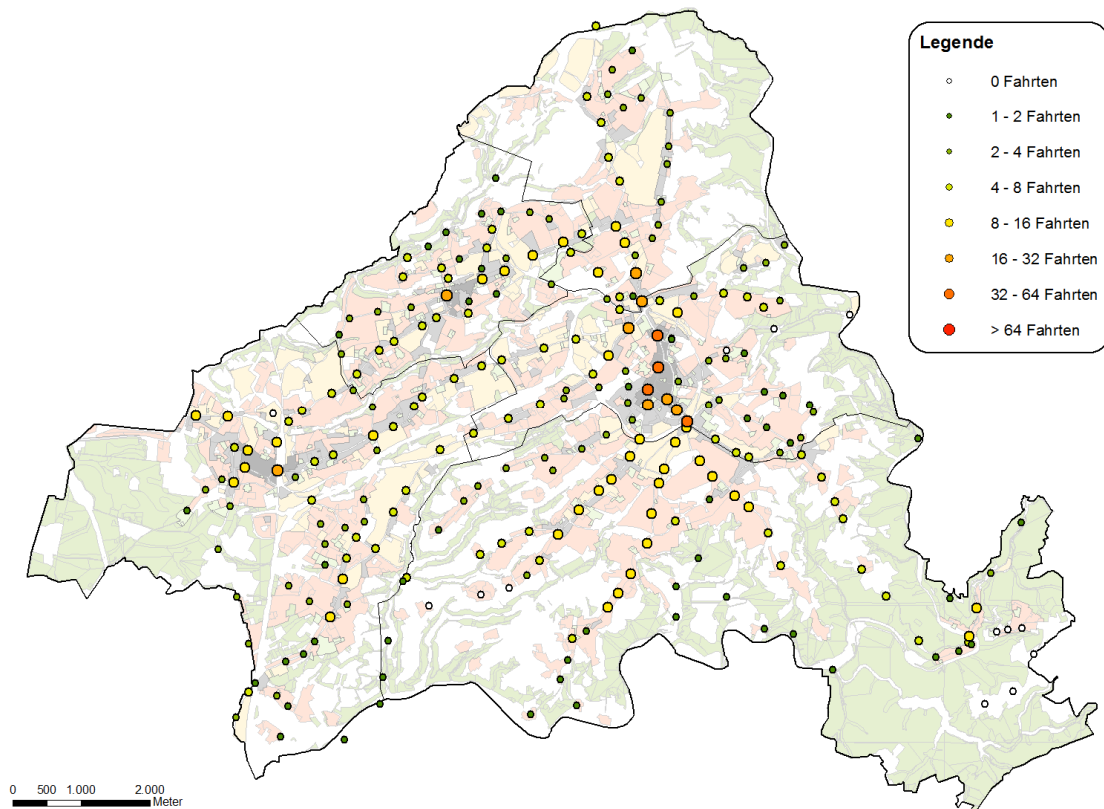 Legende
0 Fahrten
1 - 2 Fahrten
2 - 4 Fahrten
4 - 8 Fahrten
8 - 16 Fahrten
16 - 32 Fahrten
32 - 64 Fahrten
> 64 Fahrten
0 500 1.000 2.000
Meter